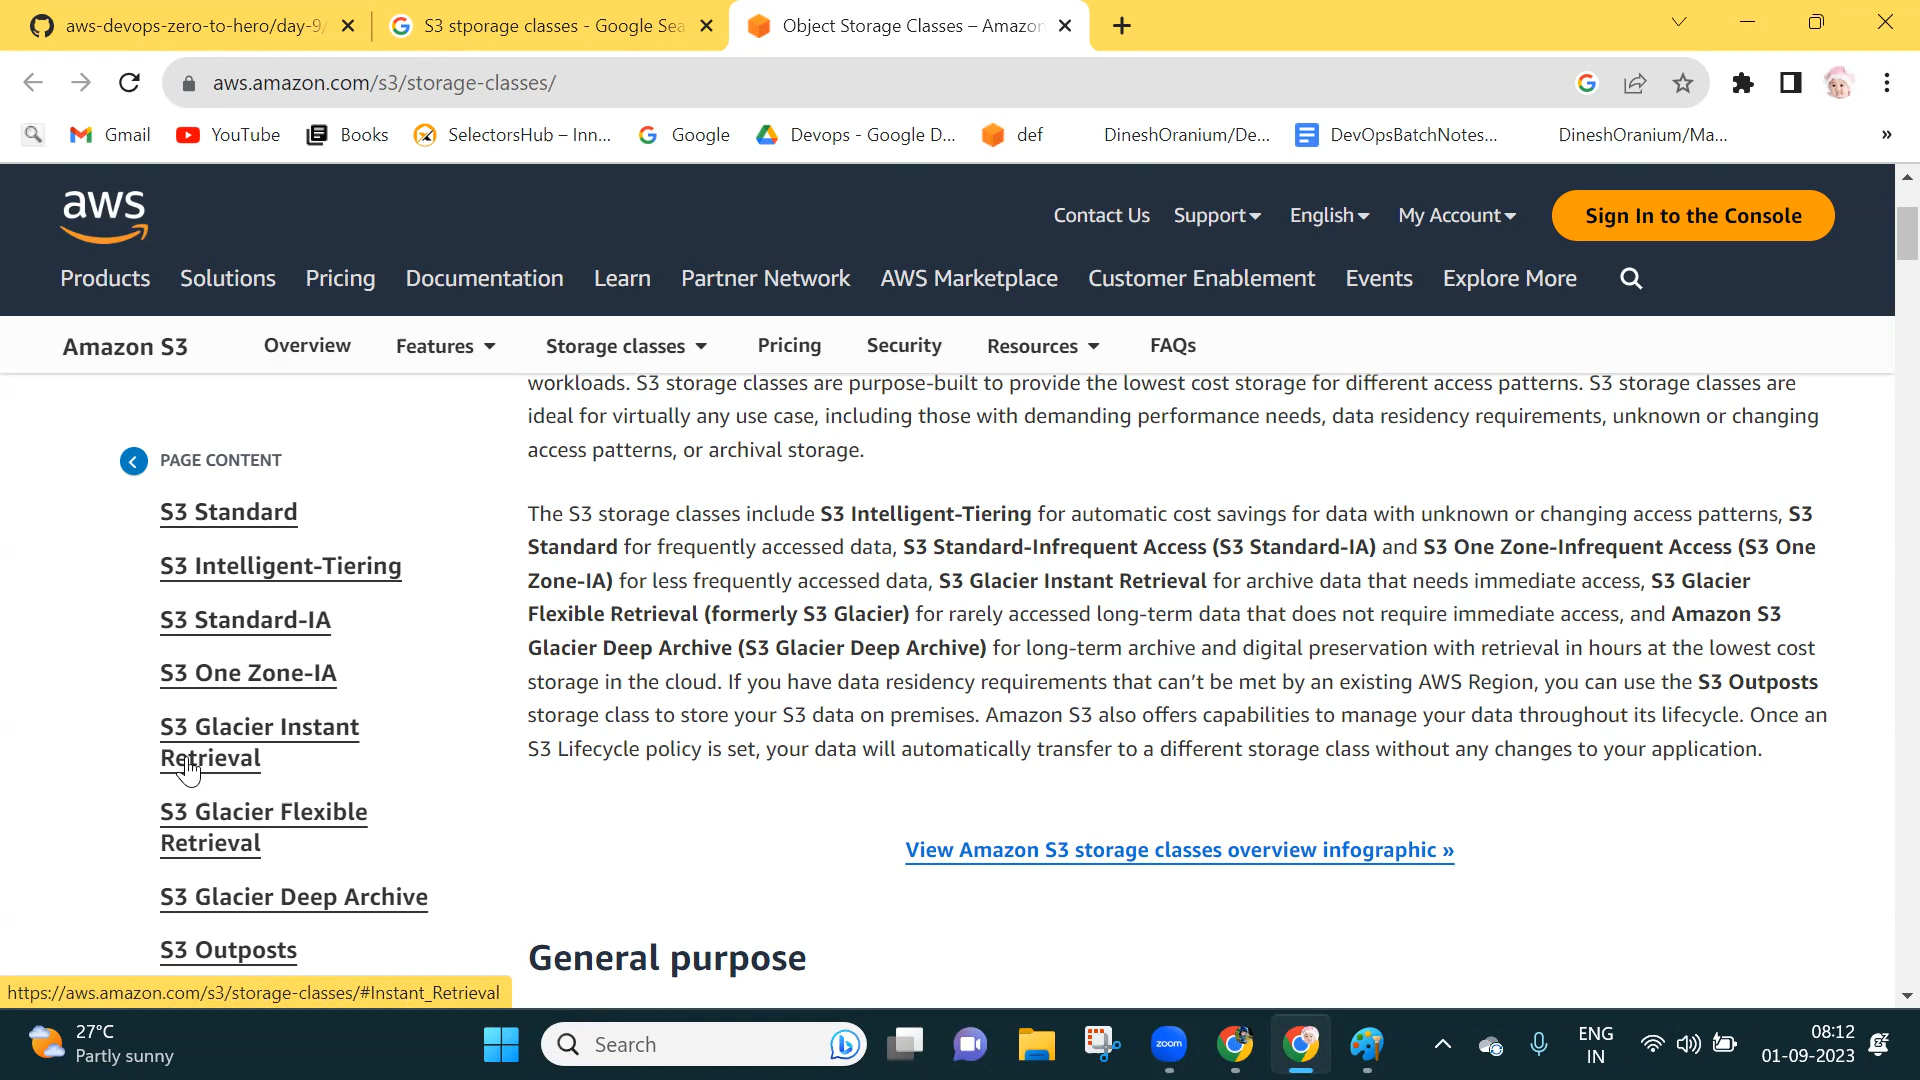 aws-devops-zero-to-hero/day-9/
S3 stporage classes - Google Sea
Object Storage Classes – Amazon
aws.amazon.com/s3/storage-classes/
Gmail
YouTube
Books
SelectorsHub – Inn...
Google
Devops - Google D...
def
DineshOranium/De...
DevOpsBatchNotes...
DineshOranium/Ma...
»
aws
Contact Us
Support
English
My Account
Sign In to the Console
Products
Solutions
Pricing
Documentation
Learn
Partner Network
AWS Marketplace
Customer Enablement
Events
Explore More
Amazon S3
Overview
Features
Storage classes
Pricing
Security
Resources
FAQs
PAGE CONTENT
S3 Standard
S3 Intelligent-Tiering
S3 Standard-IA
S3 One Zone-IA
S3 Glacier Instant
Retrieval
S3 Glacier Flexible
Retrieval
S3 Glacier Deep Archive
S3 Outposts
workloads. S3 storage classes are purpose-built to provide the lowest cost storage for different access patterns. S3 storage classes are
ideal for virtually any use case, including those with demanding performance needs, data residency requirements, unknown or changing
access patterns, or archival storage.
The S3 storage classes include S3 Intelligent-Tiering for automatic cost savings for data with unknown or changing access patterns, S3
Standard for frequently accessed data, S3 Standard-Infrequent Access (S3 Standard-IA) and S3 One Zone-Infrequent Access (S3 One
Zone-IA) for less frequently accessed data, S3 Glacier Instant Retrieval for archive data that needs immediate access, S3 Glacier
Flexible Retrieval (formerly S3 Glacier) for rarely accessed long-term data that does not require immediate access, and Amazon S3
Glacier Deep Archive (S3 Glacier Deep Archive) for long-term archive and digital preservation with retrieval in hours at the lowest cost
storage in the cloud. If you have data residency requirements that can’t be met by an existing AWS Region, you can use the S3 Outposts
storage class to store your S3 data on premises. Amazon S3 also offers capabilities to manage your data throughout its lifecycle. Once an
S3 Lifecycle policy is set, your data will automatically transfer to a different storage class without any changes to your application.
View Amazon S3 storage classes overview infographic »
General purpose
https://aws.amazon.com/s3/storage-classes/#Instant_Retrieval
27°C
Partly sunny
Search
zoom
ENG
IN
08:12
01-09-2023